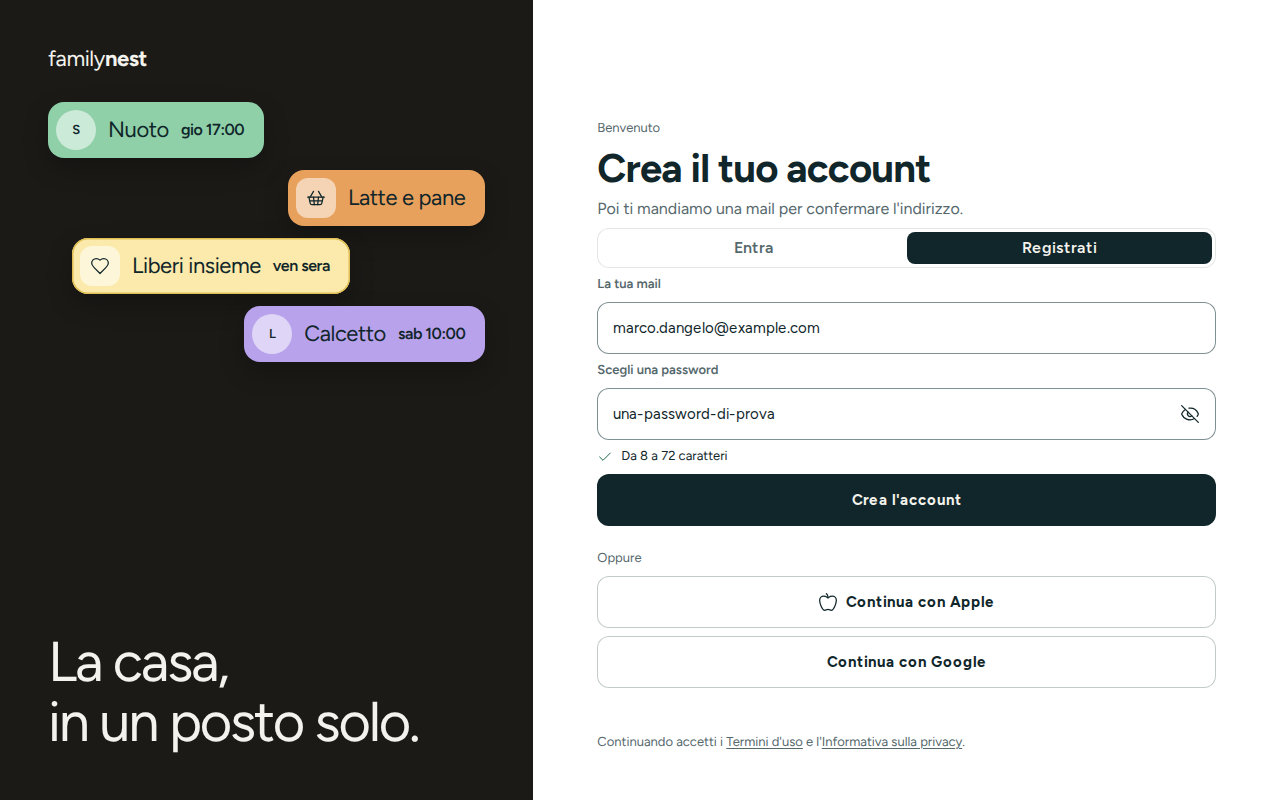 familynest
S Nuoto gio 17:00
Latte e pane
Liberi insieme ven sera
L Calcetto sab 10:00
La casa,
in un posto solo.
Benvenuto
Crea il tuo account
Poi ti mandiamo una mail per confermare l'indirizzo.
Entra Registrati
La tua mail
marco.dangelo@example.com
Scegli una password
una-password-di-prova
Da 8 a 72 caratteri
Crea l'account
Oppure
Continua con Apple
Continua con Google
Continuando accetti i Termini d'uso e l'Informativa sulla privacy.